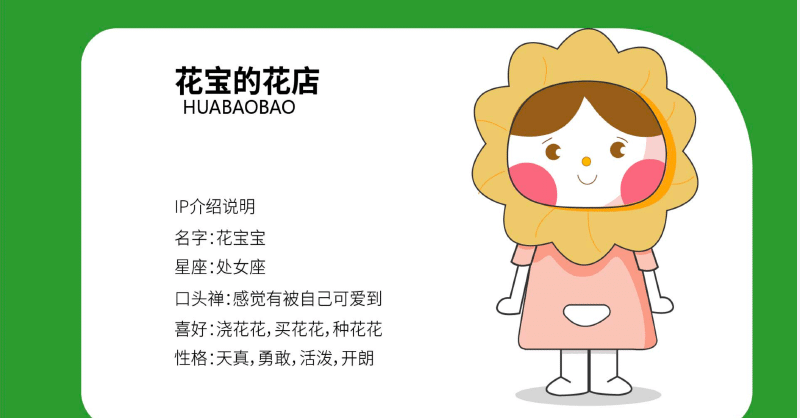 花宝的花店
HUABAOBAO
IP介绍说明
名字:花宝宝
星座:处女座
口头禅:感觉有被自己可爱到
喜好:浇花花,买花花,种花花
性格:天真,勇敢,活泼,开朗